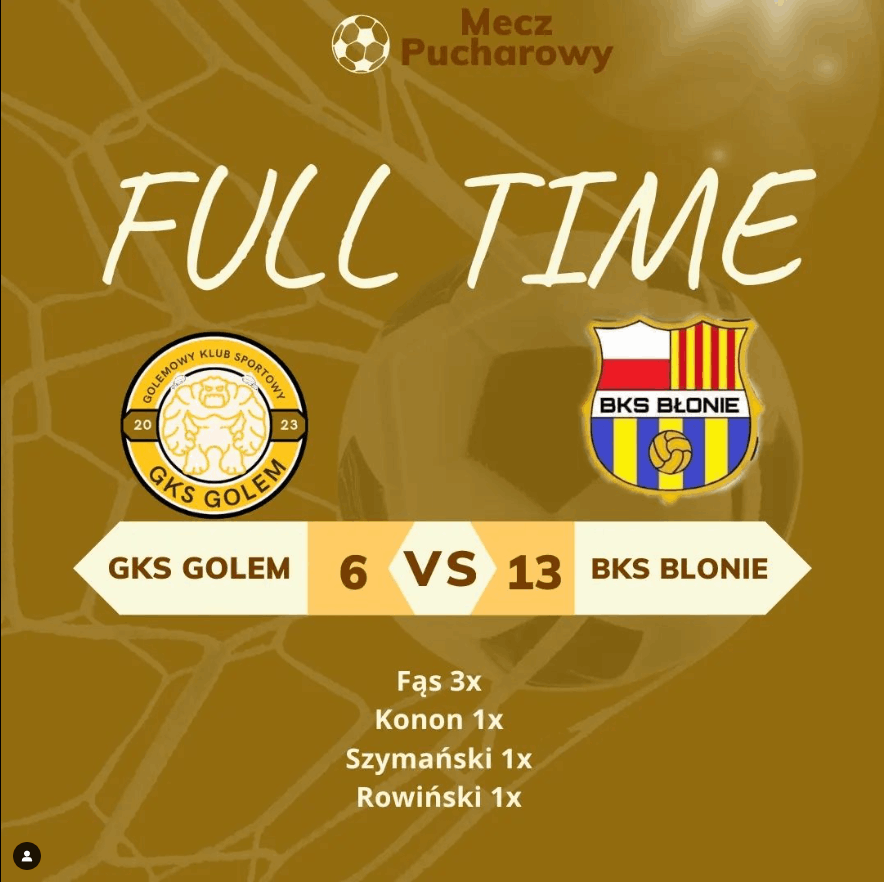 Mecz
Pucharowy
FULL TIME
GOLEMOWY KLUB SPORTOWY
20 23
GKS GOLEM
BKS BŁONIE
GKS GOLEM 6 VS 13 BKS BLONIE
Fąs 3x
Konon 1x
Szymański 1x
Rowiński 1x